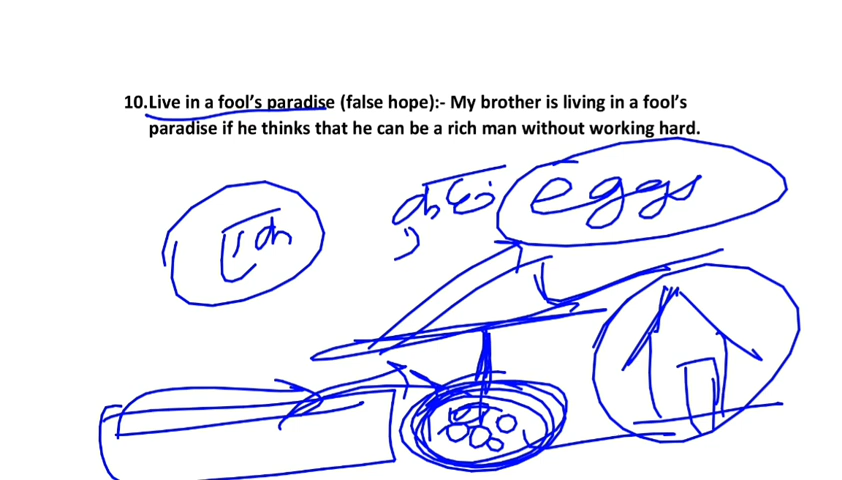 10.Live in a fool’s paradise (false hope):- My brother is living in a fool’s
paradise if he thinks that he can be a rich man without working hard.
eggs
एक